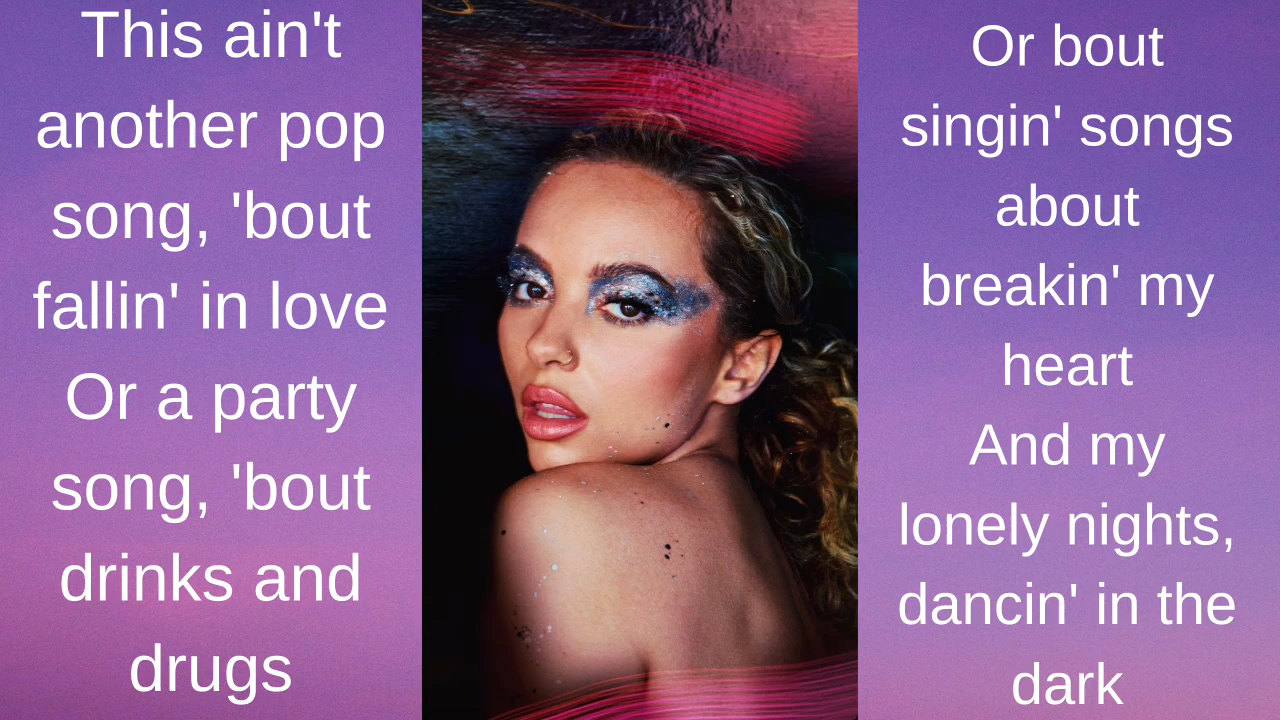 This ain't
another pop
song, 'bout
fallin' in love
Or a party
song, 'bout
drinks and
drugs
Or bout
singin' songs
about
breakin' my
heart
And my
lonely nights,
dancin' in the
dark